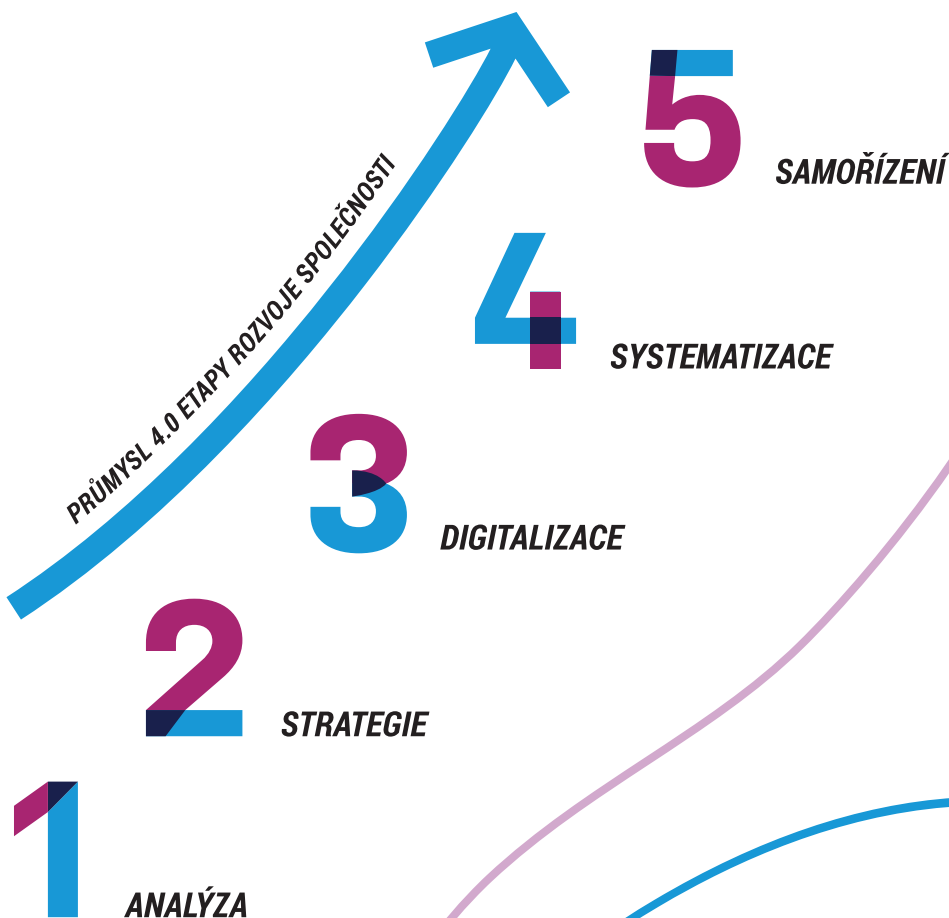 5
SAMOŘÍZENÍ
PRŮMYSL 4.0 ETAPY ROZVOJE SPOLEČNOSTI
4
SYSTEMATIZACE
3
DIGITALIZACE
2
STRATEGIE
1
ANALÝZA